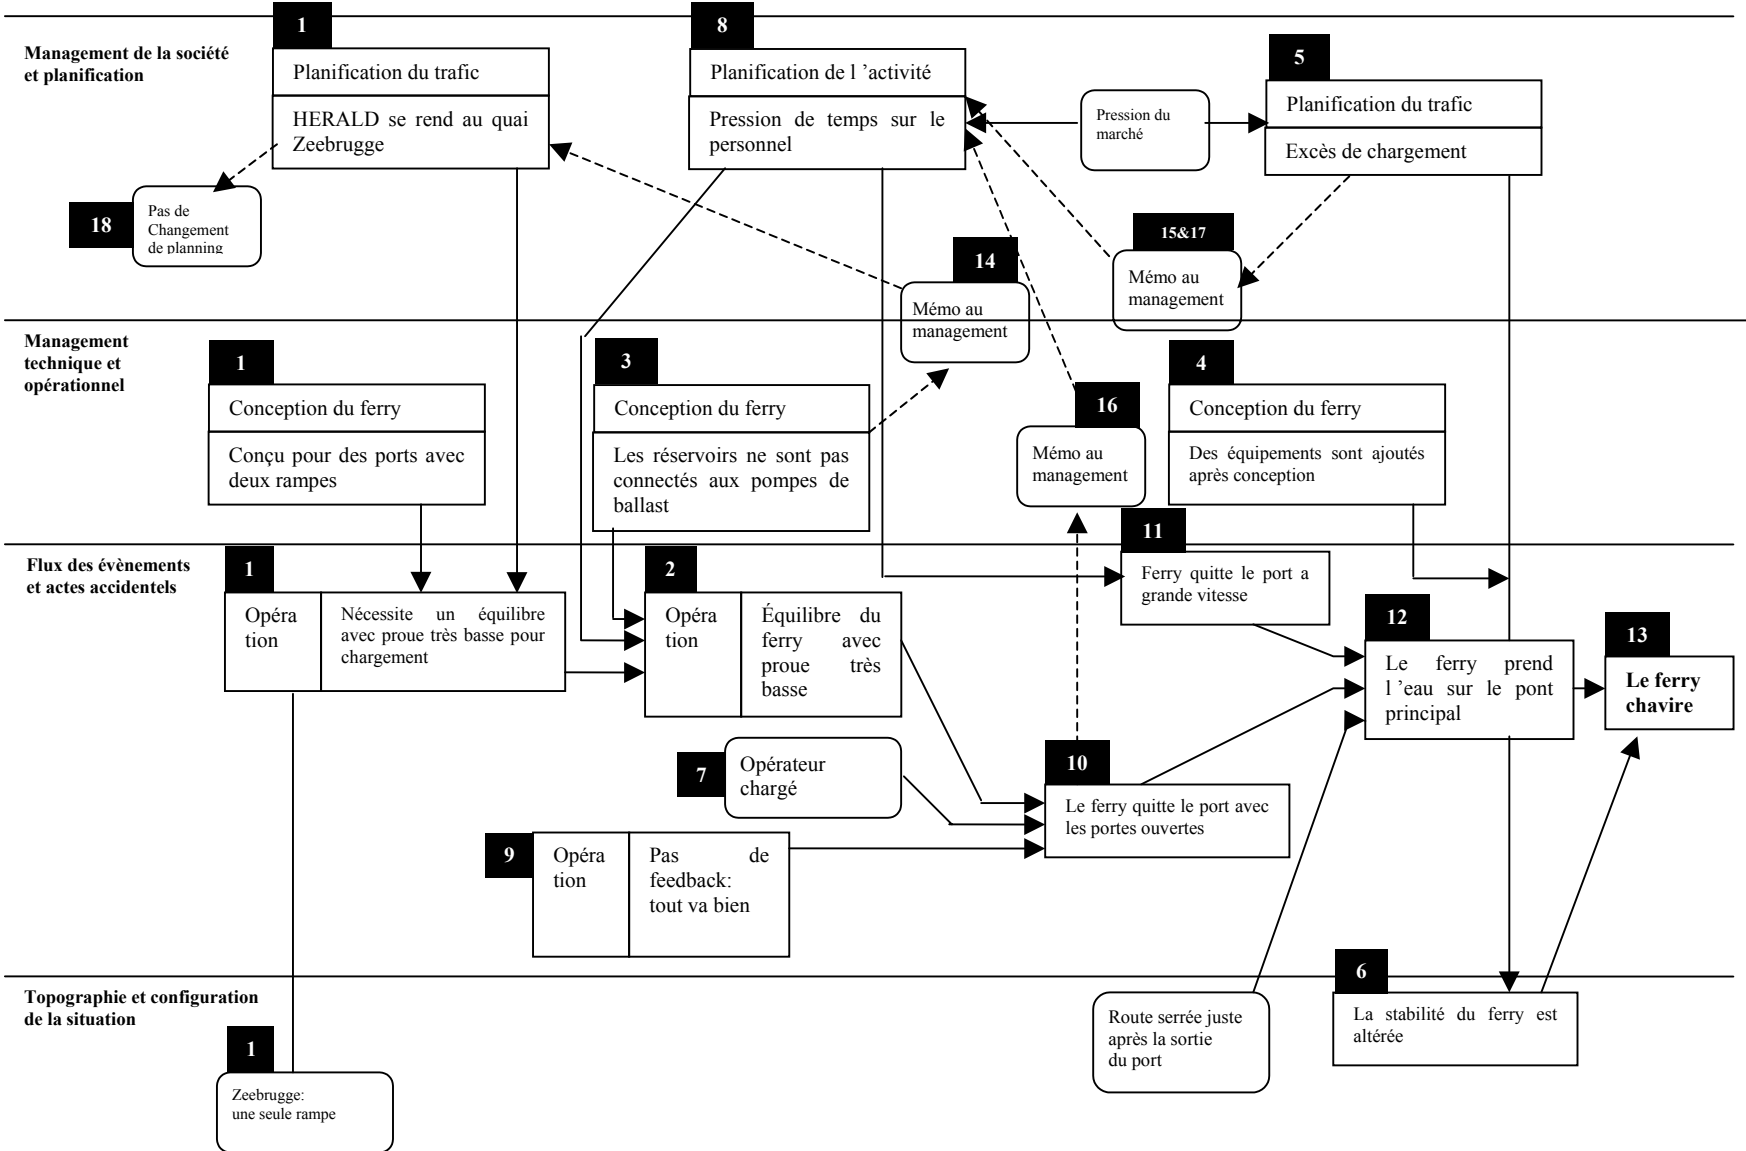 1
8
5
Management de la société
et planification
Planification du trafic
HERALD se rend au quai
Zeebrugge
Planification de l ’activité
Pression de temps sur le
personnel
Pression du
marché
Planification du trafic
Excès de chargement
18
Pas de
Changement
de planning
14
Mémo au
management
15&17
Mémo au
management
Management
technique et
opérationnel
1
Conception du ferry
Conçu pour des ports avec
deux rampes
3
Conception du ferry
Les réservoirs ne sont pas
connectés aux pompes de
ballast
16
Mémo au
management
4
Conception du ferry
Des équipements sont ajoutés
après conception
Flux des évènements
et actes accidentels
1
Opéra
tion
Nécessite un équilibre
avec proue très basse pour
chargement
2
Opéra
tion
Équilibre du
ferry avec
proue très
basse
11
Ferry quitte le port a
grande vitesse
12
Le ferry prend
l ’eau sur le pont
principal
13
Le ferry
chavire
7
Opérateur
chargé
10
Le ferry quitte le port avec
les portes ouvertes
9
Opéra
tion
Pas de
feedback:
tout va bien
Topographie et configuration
de la situation
1
Zeebrugge:
une seule rampe
Route serrée juste
après la sortie
du port
6
La stabilité du ferry est
altérée